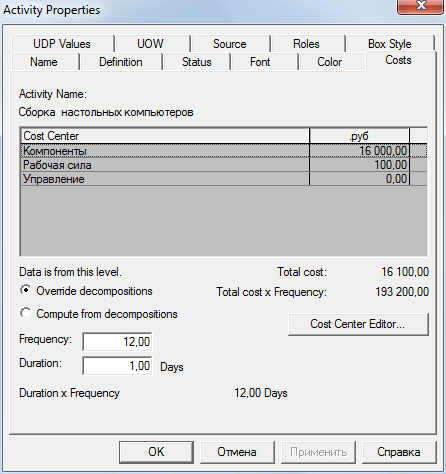 Activity Properties
UDP Values UOW Source Roles Box Style
Name Definition Status Font Color Costs
Activity Name:
Сборка настольных компьютеров
Cost Center .руб
Компоненты 16 000,00
Рабочая сила 100,00
Управление 0,00
Data is from this level. Total cost: 16 100,00
Override decompositions Total cost x Frequency: 193 200,00
Compute from decompositions
Cost Center Editor...
Frequency: 12,00
Duration: 1,00 Days
Duration x Frequency 12,00 Days
OK Отмена Применить Справка